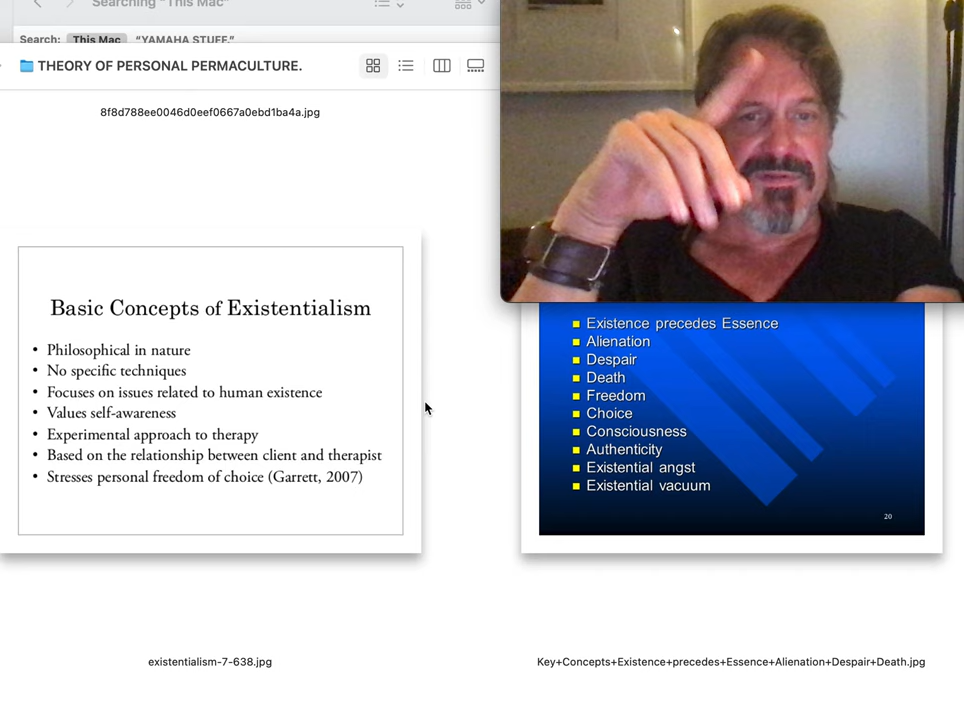 Searching "This Mac"
Search: This Mac "YAMAHA STUFF."
THEORY OF PERSONAL PERMACULTURE.
8f8d788ee0046d0eef0667a0ebd1ba4a.jpg
Basic Concepts of Existentialism
• Philosophical in nature
• No specific techniques
• Focuses on issues related to human existence
• Values self-awareness
• Experimental approach to therapy
• Based on the relationship between client and therapist
• Stresses personal freedom of choice (Garrett, 2007)
existentialism-7-638.jpg
Existence precedes Essence
Alienation
Despair
Death
Freedom
Choice
Consciousness
Authenticity
Existential angst
Existential vacuum
20
Key+Concepts+Existence+precedes+Essence+Alienation+Despair+Death.jpg